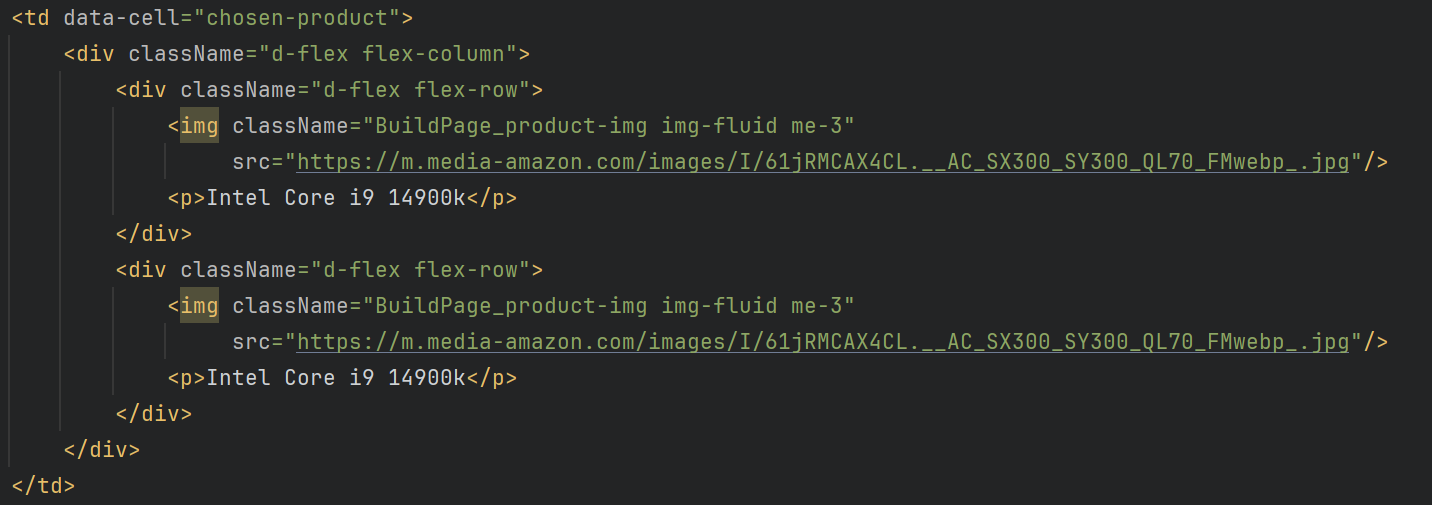 <td data-cell="chosen-product">
    <div className="d-flex flex-column">
        <div className="d-flex flex-row">
            <img className="BuildPage_product-img img-fluid me-3"
                 src="https://m.media-amazon.com/images/I/61jRMCAX4CL.__AC_SX300_SY300_QL70_FMwebp_.jpg"/>
            <p>Intel Core i9 14900k</p>
        </div>
        <div className="d-flex flex-row">
            <img className="BuildPage_product-img img-fluid me-3"
                 src="https://m.media-amazon.com/images/I/61jRMCAX4CL.__AC_SX300_SY300_QL70_FMwebp_.jpg"/>
            <p>Intel Core i9 14900k</p>
        </div>
    </div>
</td>